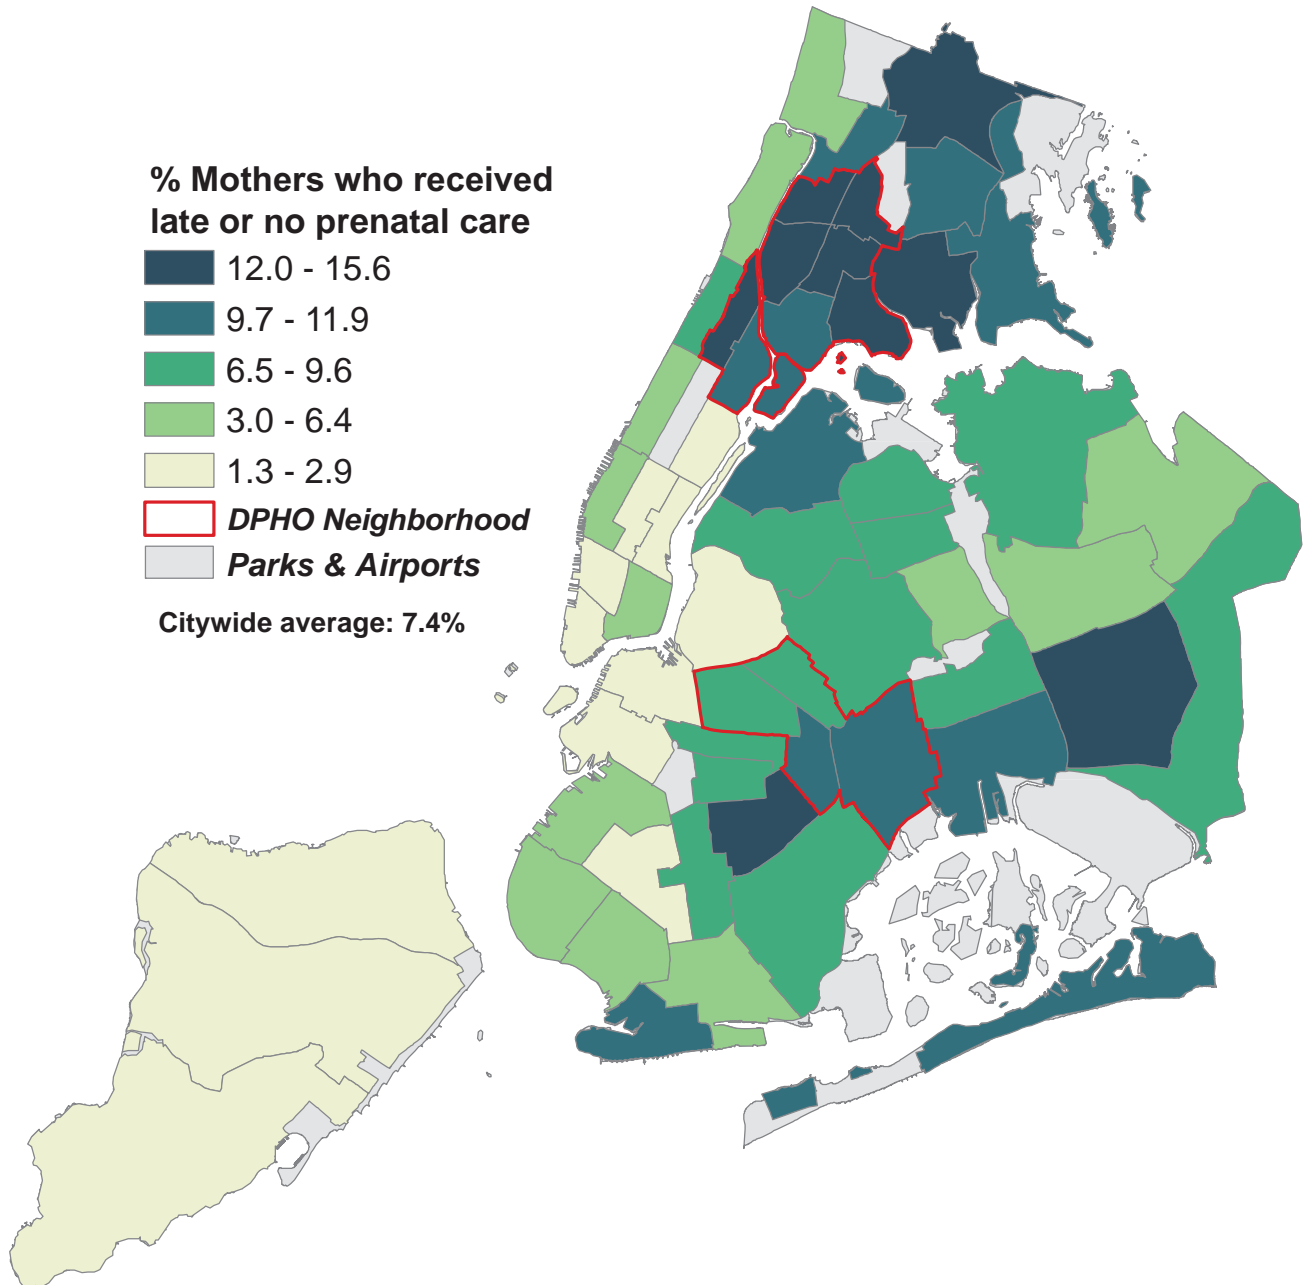 % Mothers who received
late or no prenatal care
12.0 - 15.6
9.7 - 11.9
6.5 - 9.6
3.0 - 6.4
1.3 - 2.9
DPHO Neighborhood
Parks & Airports
Citywide average: 7.4%